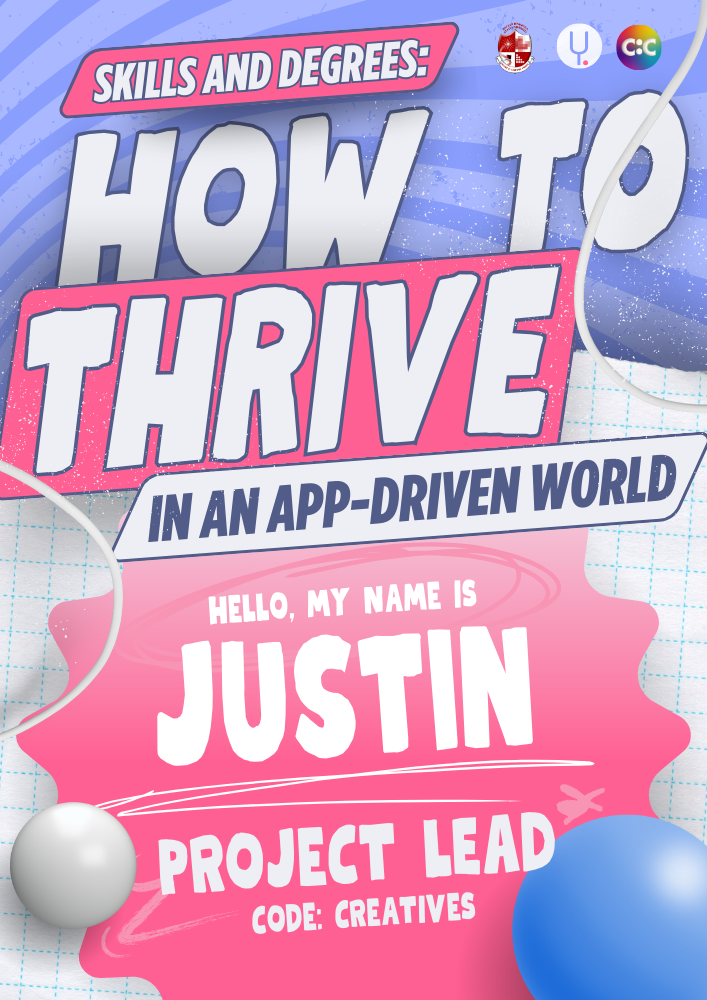 SKILLS AND DEGREES:
C:C
HOW TO
THRIVE
IN AN APP-DRIVEN WORLD
HELLO, MY NAME IS
JUSTIN
PROJECT LEAD
CODE: CREATIVES